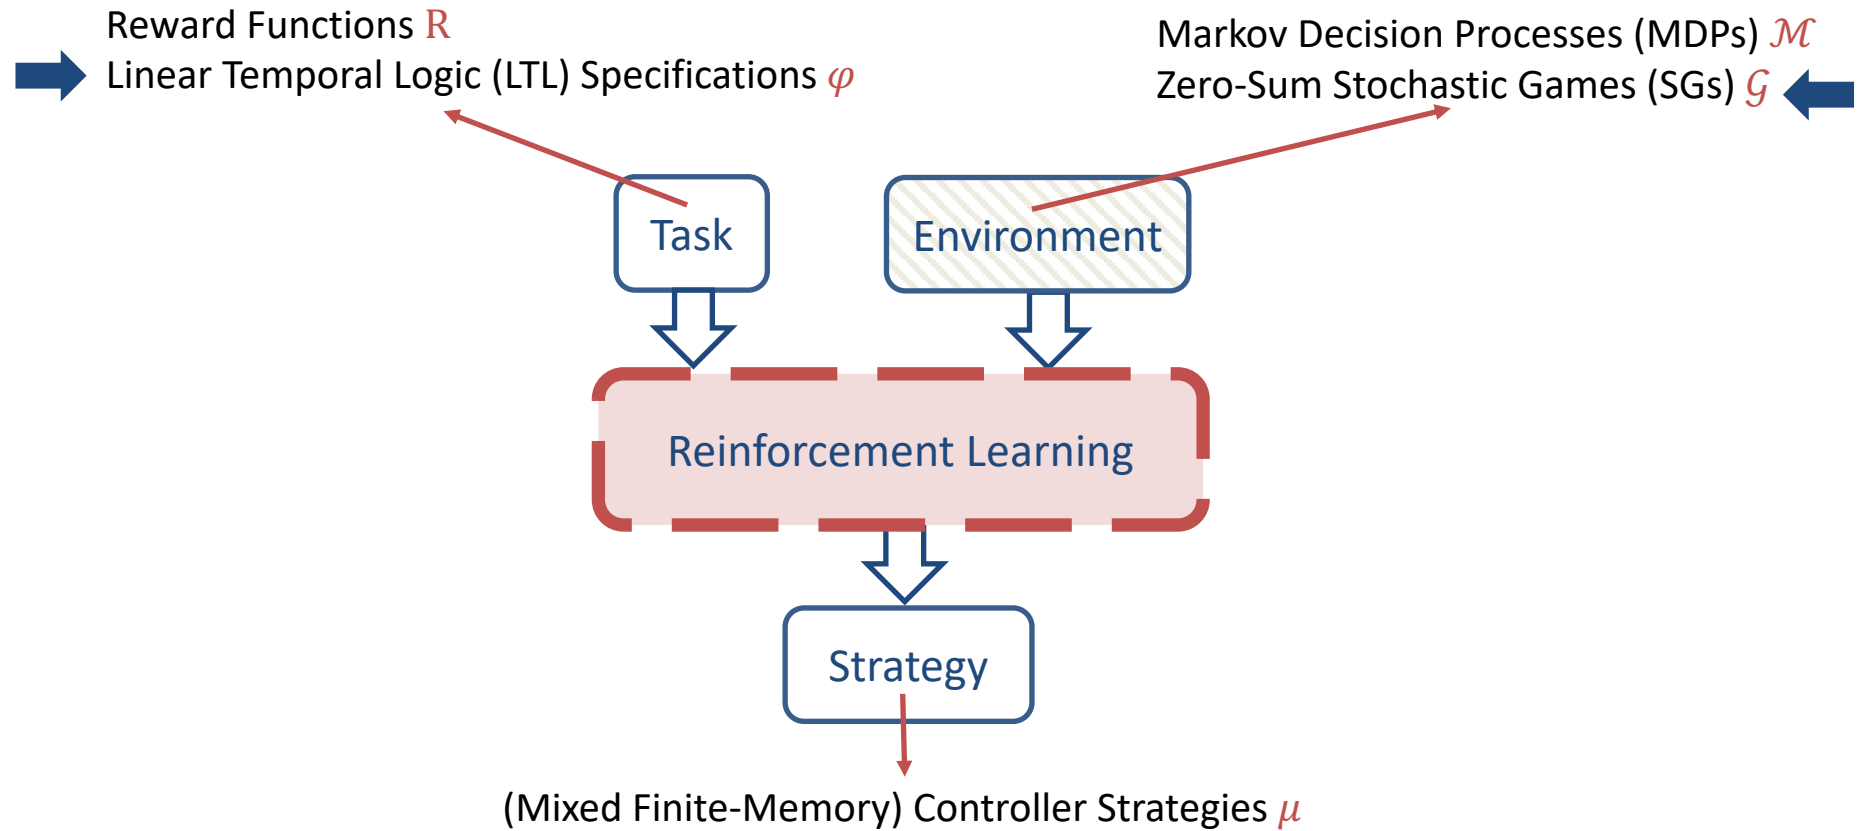 Reward Functions R
Linear Temporal Logic (LTL) Specifications φ
Markov Decision Processes (MDPs) ℳ
Zero-Sum Stochastic Games (SGs) 𝒢
Task
Environment
Reinforcement Learning
Strategy
(Mixed Finite-Memory) Controller Strategies μ